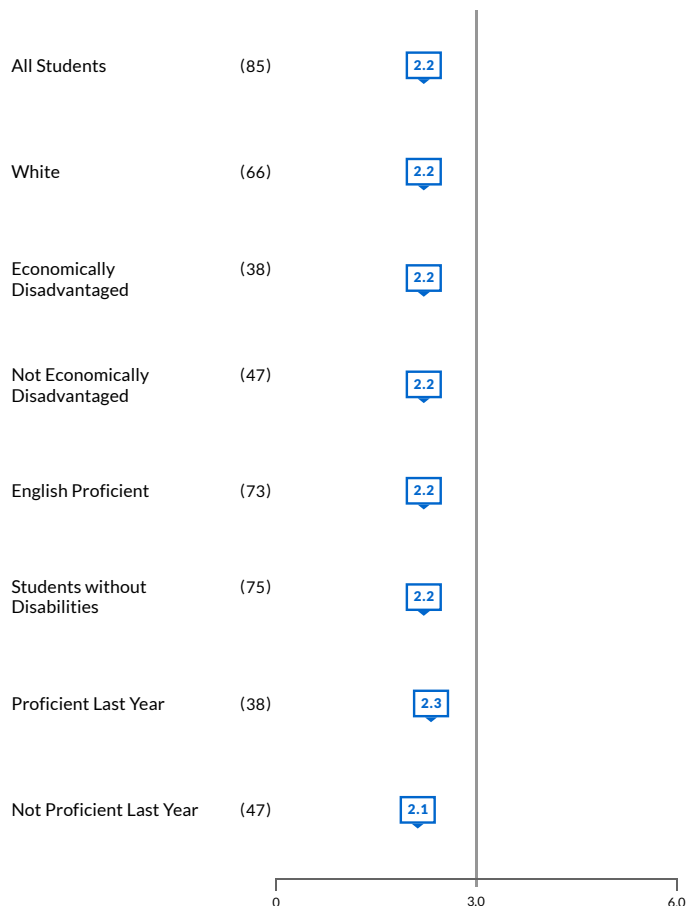 All Students (85) 2.2
White (66) 2.2
Economically (38)
Disadvantaged 2.2
Not Economically (47)
Disadvantaged 2.2
English Proficient (73) 2.2
Students without (75)
Disabilities 2.2
Proficient Last Year (38) 2.3
Not Proficient Last Year (47) 2.1
0 3.0 6.0